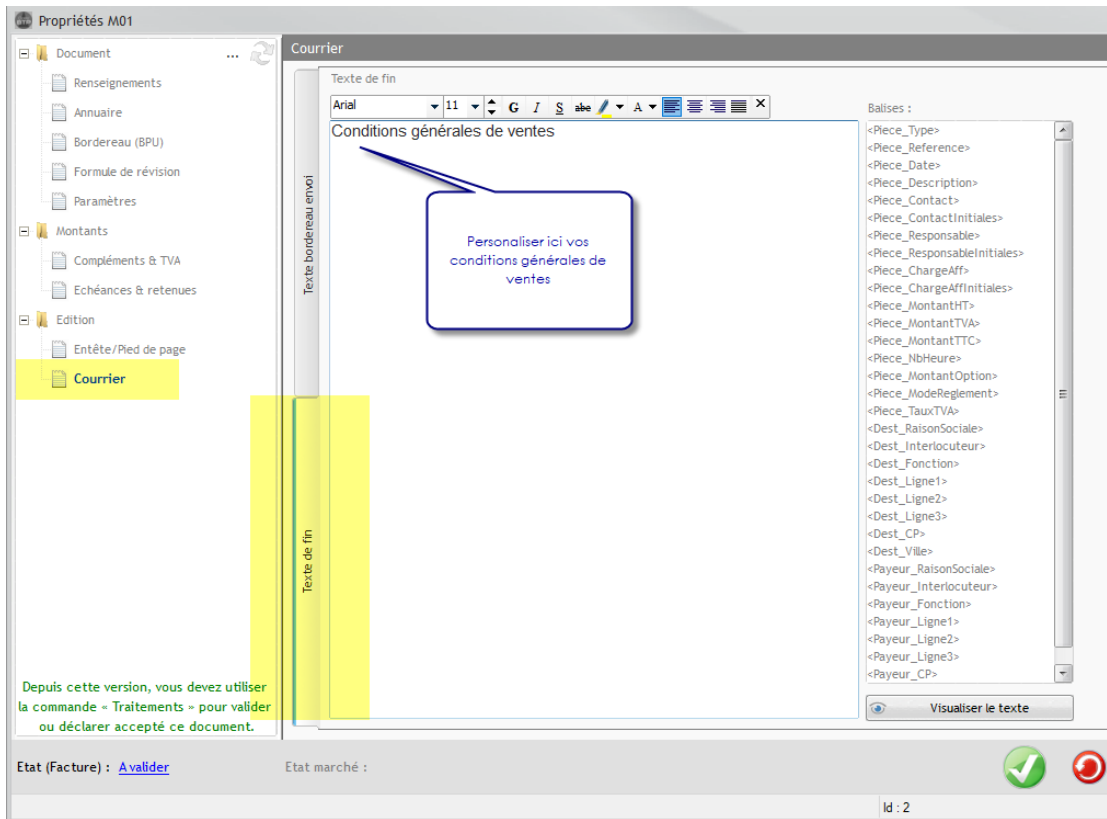 Propriétés M01
Document
...
Renseignements
Annuaire
Bordereau (BPU)
Formule de révision
Paramètres
Montants
Compléments & TVA
Echéances & retenues
Edition
Entête/Pied de page
Courrier
Depuis cette version, vous devez utiliser
la commande « Traitements » pour valider
ou déclarer accepté ce document.
Courrier
Texte bordereau envoi
Texte de fin
Texte de fin
Arial 11 G I S abc A
Conditions générales de ventes
Personaliser ici vos
conditions générales de
ventes
Balises :
<Piece_Type>
<Piece_Reference>
<Piece_Date>
<Piece_Description>
<Piece_Contact>
<Piece_ContactInitiales>
<Piece_Responsable>
<Piece_ResponsableInitiales>
<Piece_ChargeAff>
<Piece_ChargeAffInitiales>
<Piece_MontantHT>
<Piece_MontantTVA>
<Piece_MontantTTC>
<Piece_NbHeure>
<Piece_MontantOption>
<Piece_ModeReglement>
<Piece_TauxTVA>
<Dest_RaisonSociale>
<Dest_Interlocuteur>
<Dest_Fonction>
<Dest_Ligne1>
<Dest_Ligne2>
<Dest_Ligne3>
<Dest_CP>
<Dest_Ville>
<Payeur_RaisonSociale>
<Payeur_Interlocuteur>
<Payeur_Fonction>
<Payeur_Ligne1>
<Payeur_Ligne2>
<Payeur_Ligne3>
<Payeur_CP>
Visualiser le texte
Etat (Facture) : A valider
Etat marché :
Id : 2